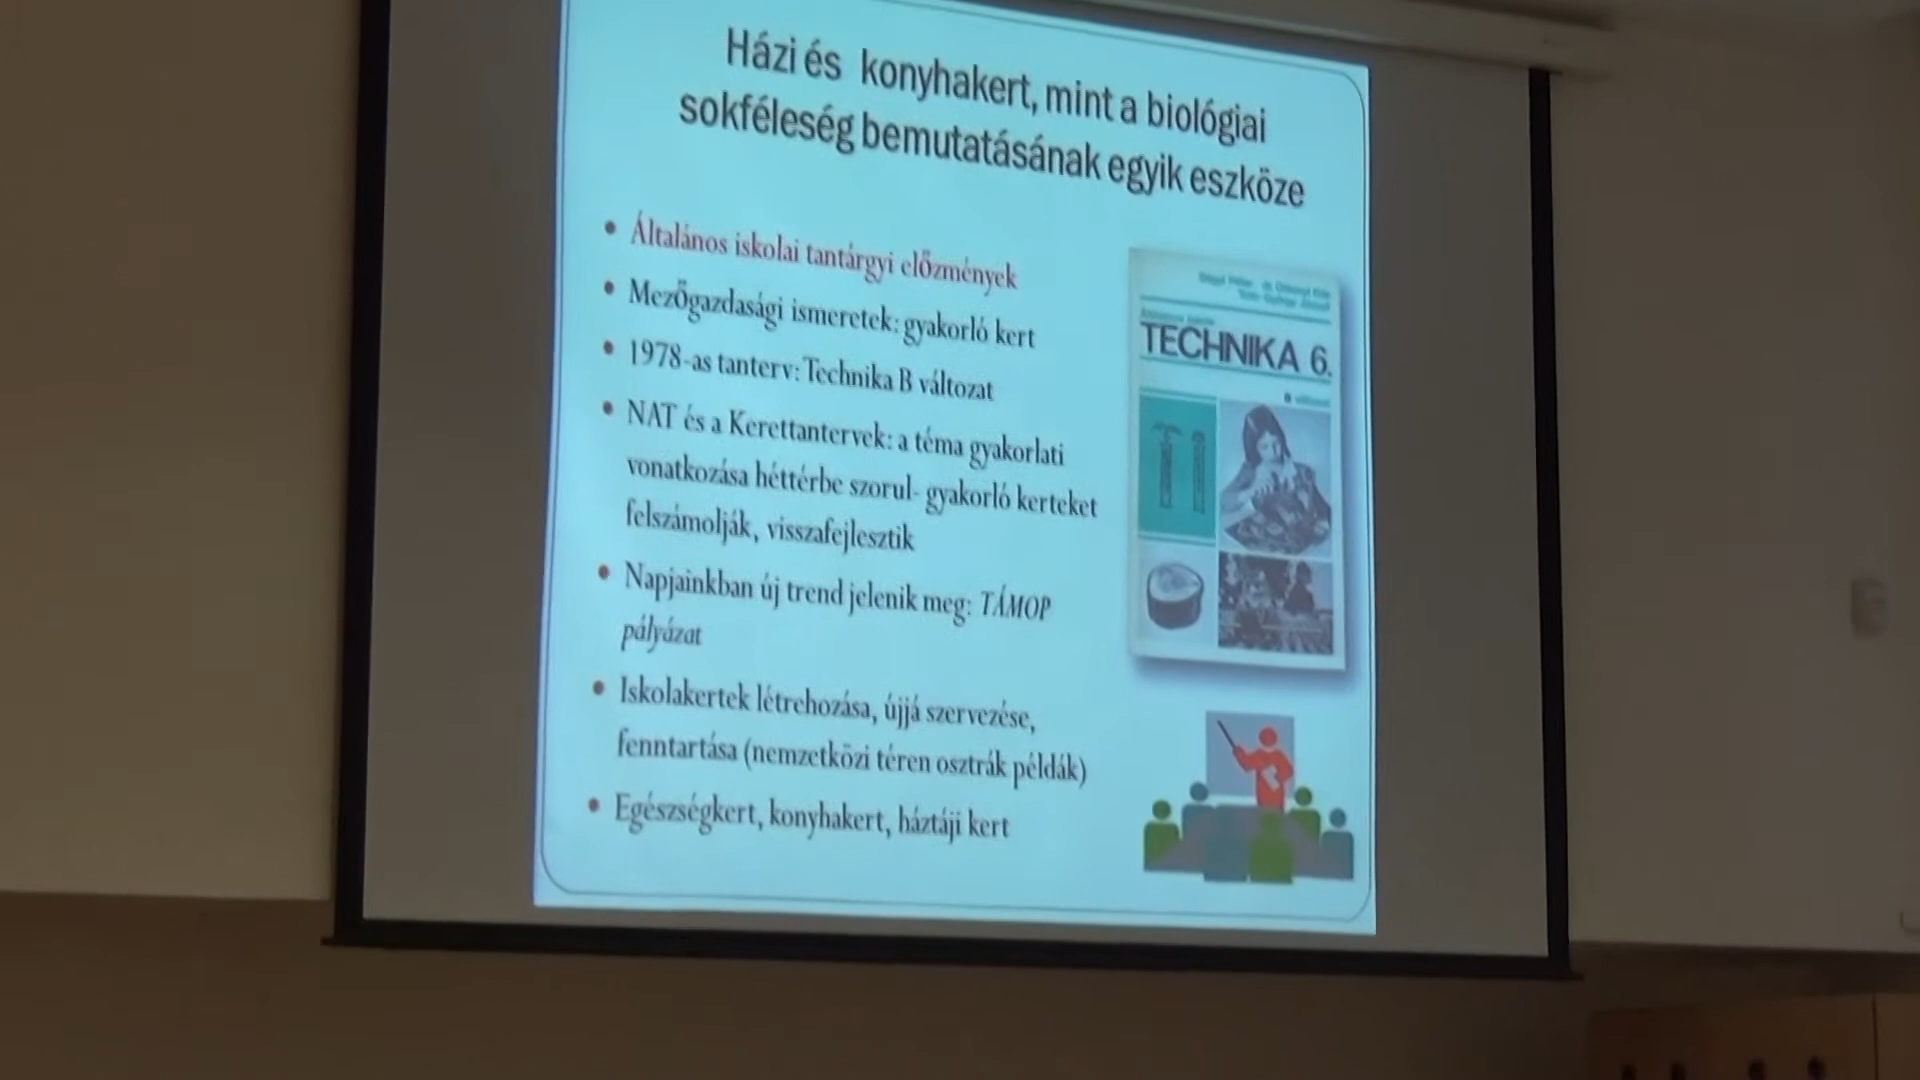 Házi és konyhakert, mint a biológiai
sokféleség bemutatásának egyik eszköze
• Általános iskolai tantárgyi előzmények
• Mezőgazdasági ismeretek: gyakorló kert
• 1978-as tanterv: Technika B változat
• NAT és a Kerettantervek: a téma gyakorlati
vonatkozása héttérbe szorul- gyakorló kerteket
felszámolják, visszafejlesztik
• Napjainkban új trend jelenik meg: TÁMOP
pályázat
• Iskolakertek létrehozása, újjá szervezése,
fenntartása (nemzetközi téren osztrák példák)
• Egészségkert, konyhakert, háztáji kert
TECHNIKA 6.